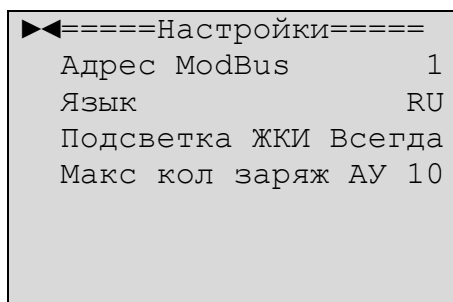 ►◄=====Настройки=====
Адрес ModBus 1
Язык RU
Подсветка ЖКИ Всегда
Макс кол заряж АУ 10